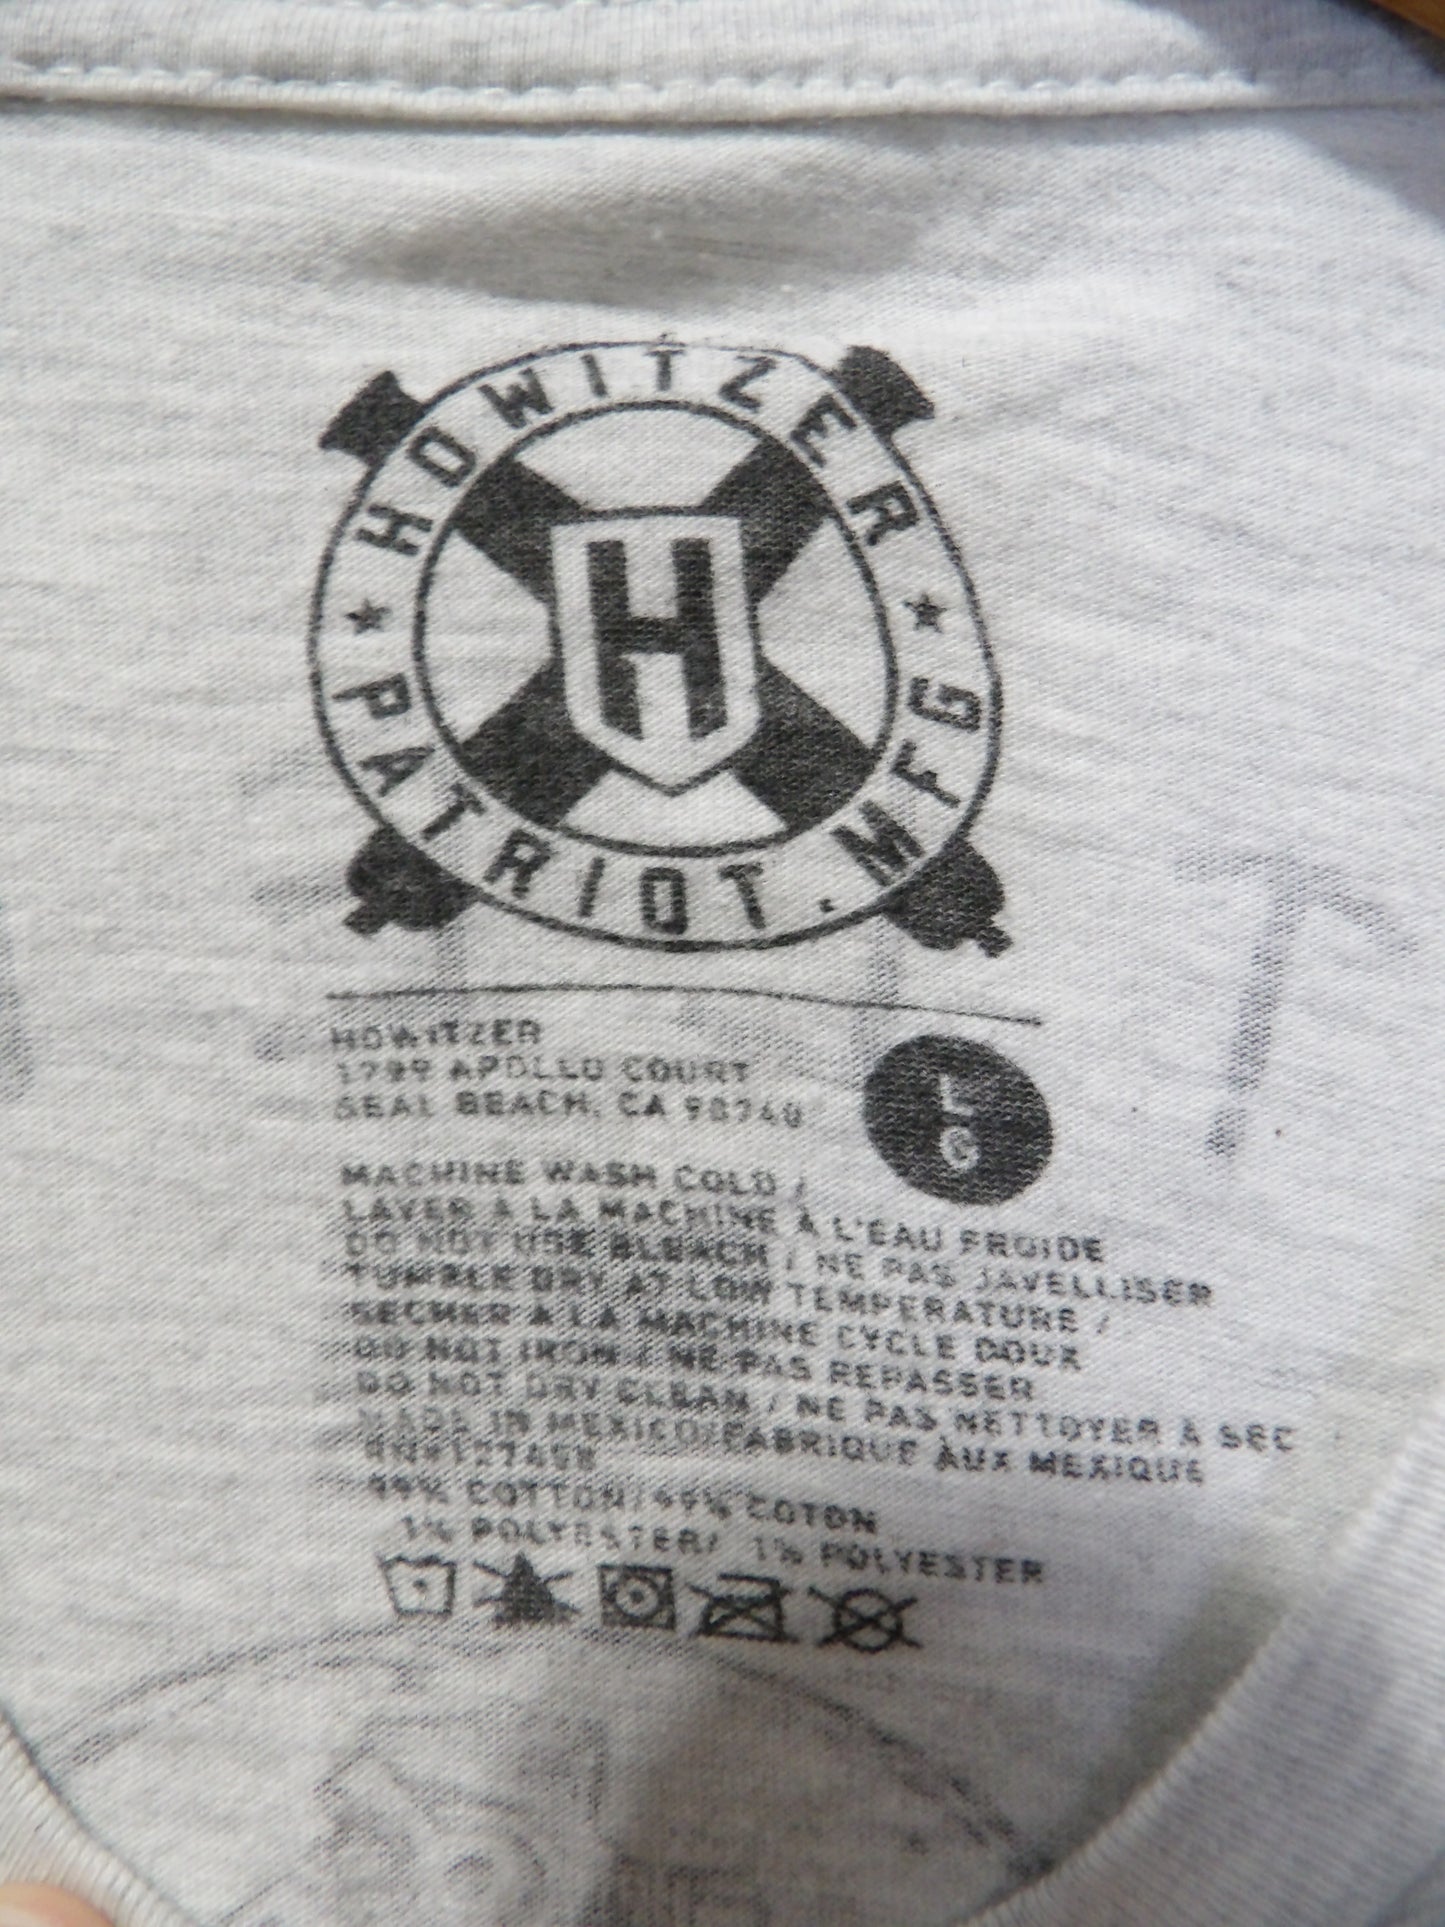 HOWITZER
H
PATRIOT.MFG
HOWITZER
1799 APOLLO COURT
SEAL BEACH, CA 90740
L
G
MACHINE WASH COLD /
LAVER À LA MACHINE À L'EAU FROIDE
DO NOT USE BLEACH / NE PAS JAVELLISER
TUMBLE DRY AT LOW TEMPERATURE /
SECHER À LA MACHINE CYCLE DOUX
DO NOT IRON / NE PAS REPASSER
DO NOT DRY CLEAN / NE PAS NETTOYER À SEC
MADE IN MEXICO/FABRIQUE AUX MEXIQUE
99% COTTON/ 99% COTON
1% POLYESTER/ 1% POLYESTER